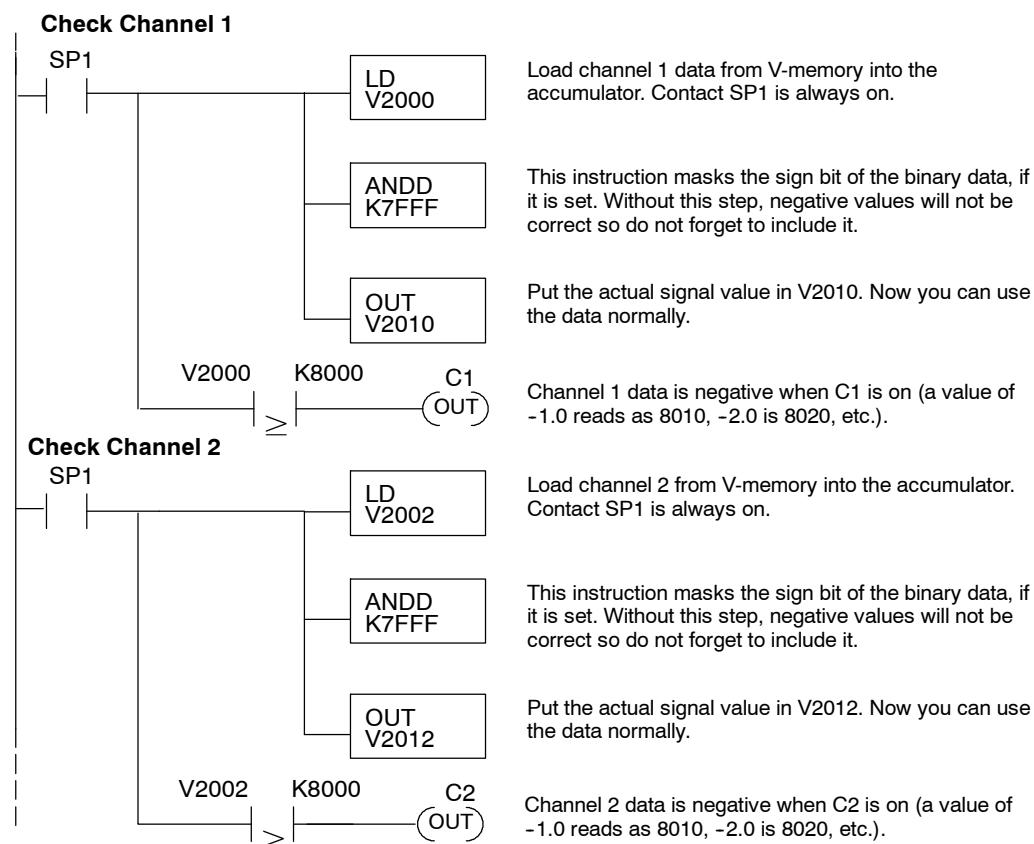 Check Channel 1
SP1
LD
V2000
Load channel 1 data from V-memory into the
accumulator. Contact SP1 is always on.
ANDD
K7FFF
This instruction masks the sign bit of the binary data, if
it is set. Without this step, negative values will not be
correct so do not forget to include it.
OUT
V2010
Put the actual signal value in V2010. Now you can use
the data normally.
V2000 K8000 C1
≥
OUT
Channel 1 data is negative when C1 is on (a value of
--1.0 reads as 8010, --2.0 is 8020, etc.).
Check Channel 2
SP1
LD
V2002
Load channel 2 from V-memory into the accumulator.
Contact SP1 is always on.
ANDD
K7FFF
This instruction masks the sign bit of the binary data, if
it is set. Without this step, negative values will not be
correct so do not forget to include it.
OUT
V2012
Put the actual signal value in V2012. Now you can use
the data normally.
V2002 K8000 C2
≥
OUT
Channel 2 data is negative when C2 is on (a value of
--1.0 reads as 8010, --2.0 is 8020, etc.).